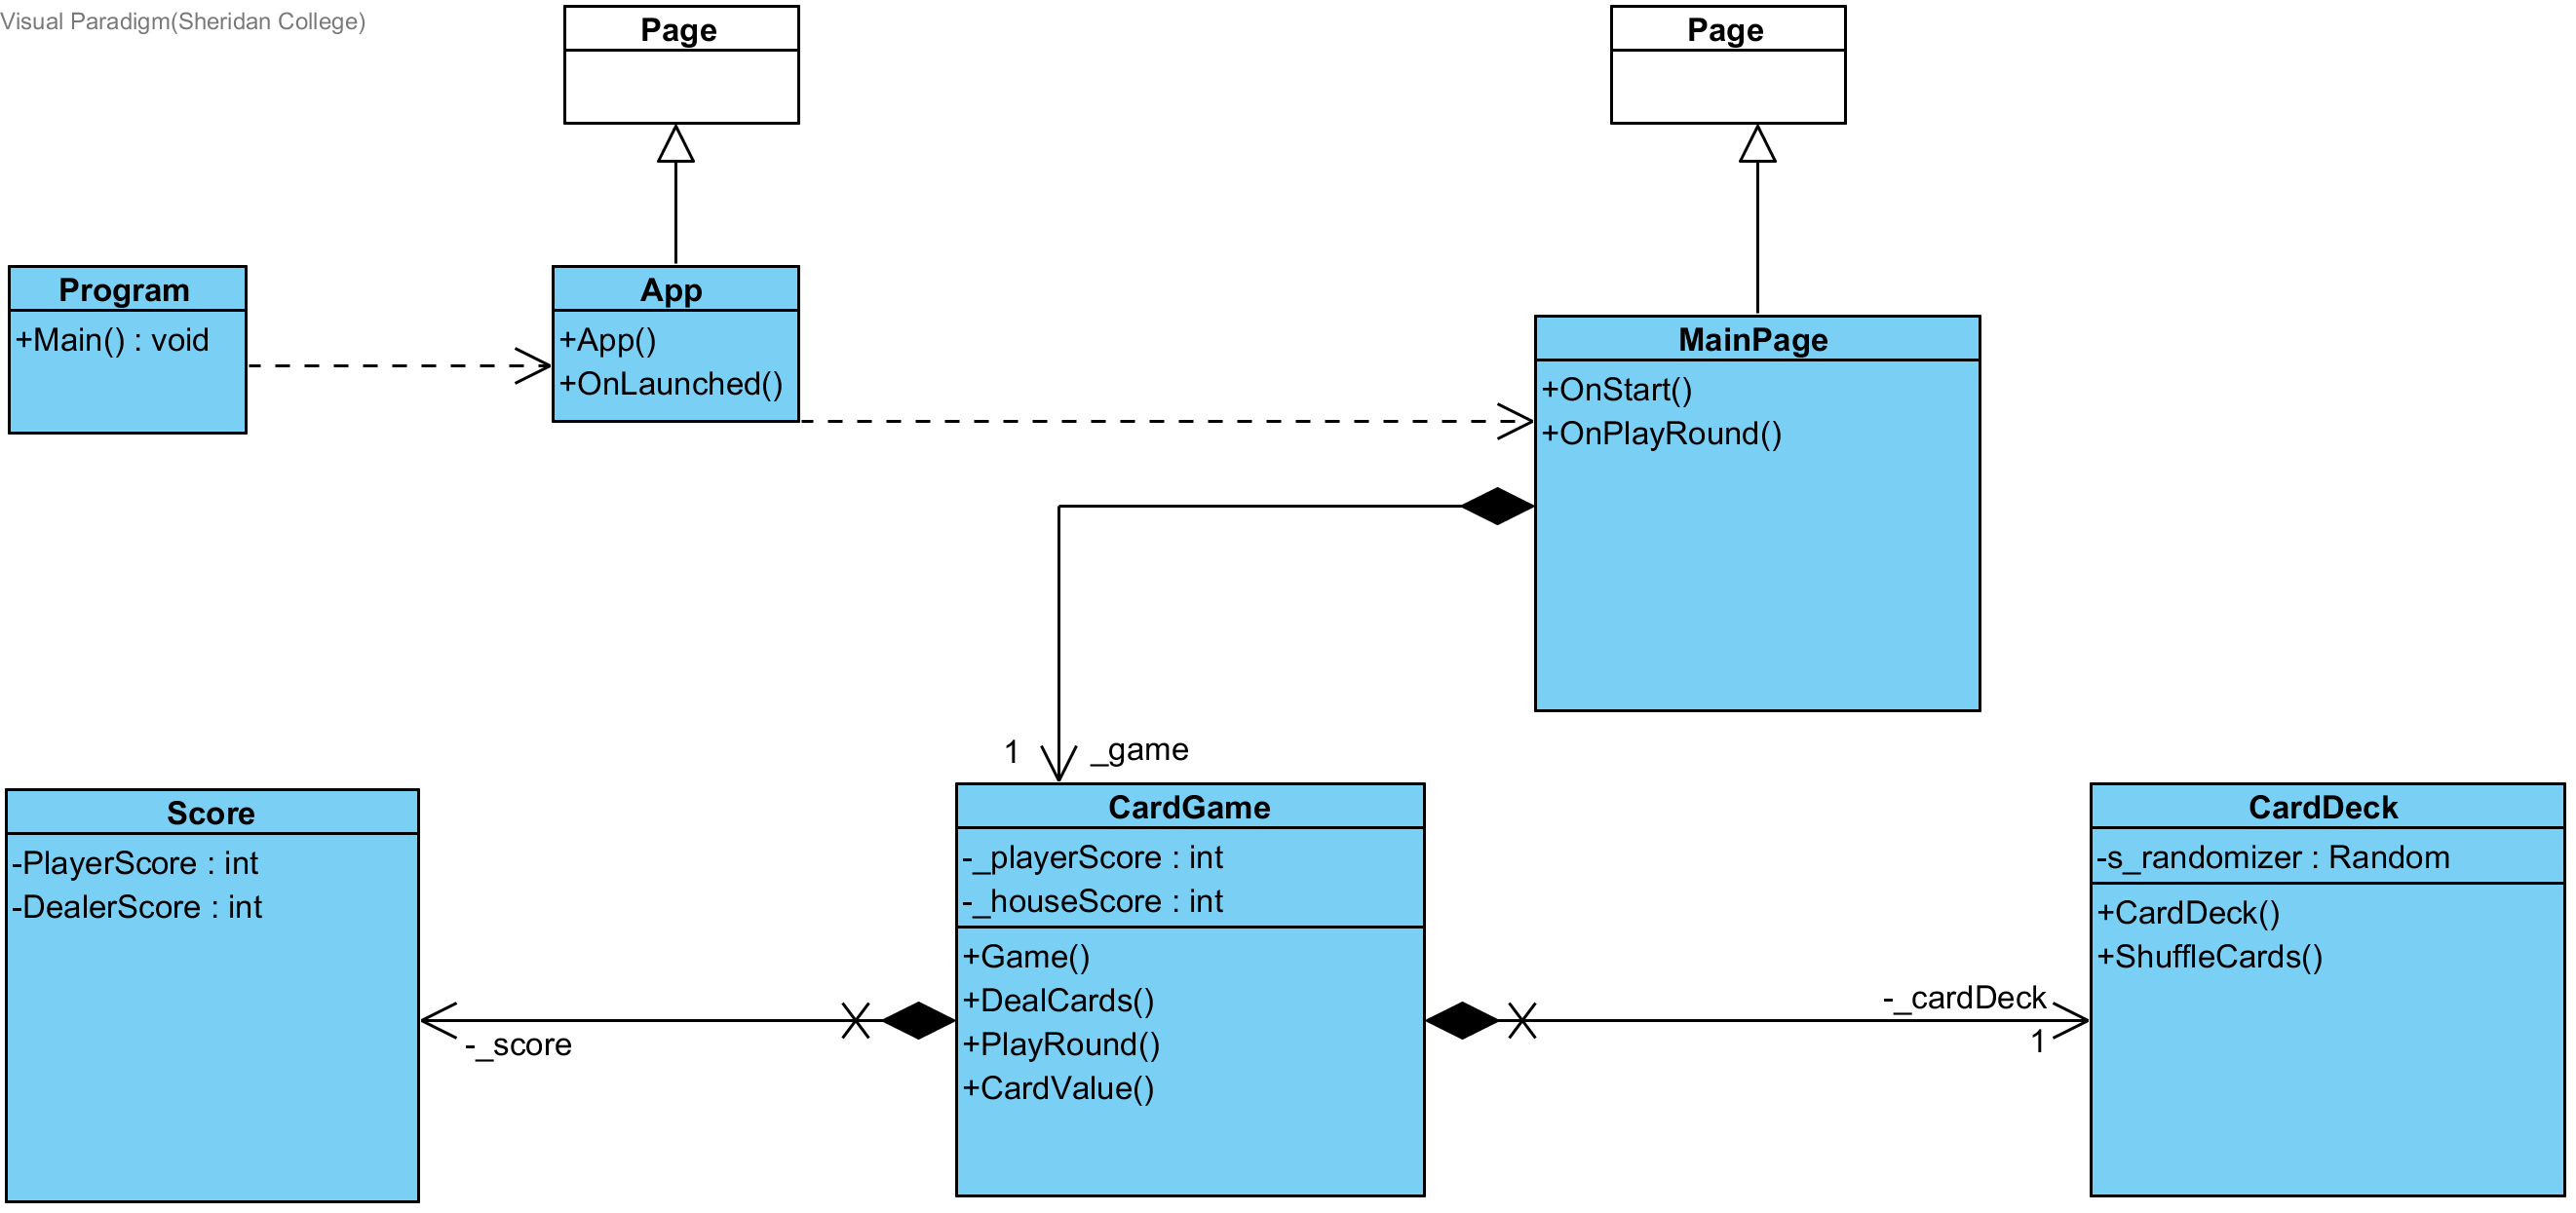 Visual Paradigm(Sheridan College)
Page
Page
Program
+Main() : void
App
+App()
+OnLaunched()
MainPage
+OnStart()
+OnPlayRound()
1
_game
Score
-PlayerScore : int
-DealerScore : int
-_score
CardGame
-_playerScore : int
-_houseScore : int
+Game()
+DealCards()
+PlayRound()
+CardValue()
-_cardDeck
1
CardDeck
-s_randomizer : Random
+CardDeck()
+ShuffleCards()